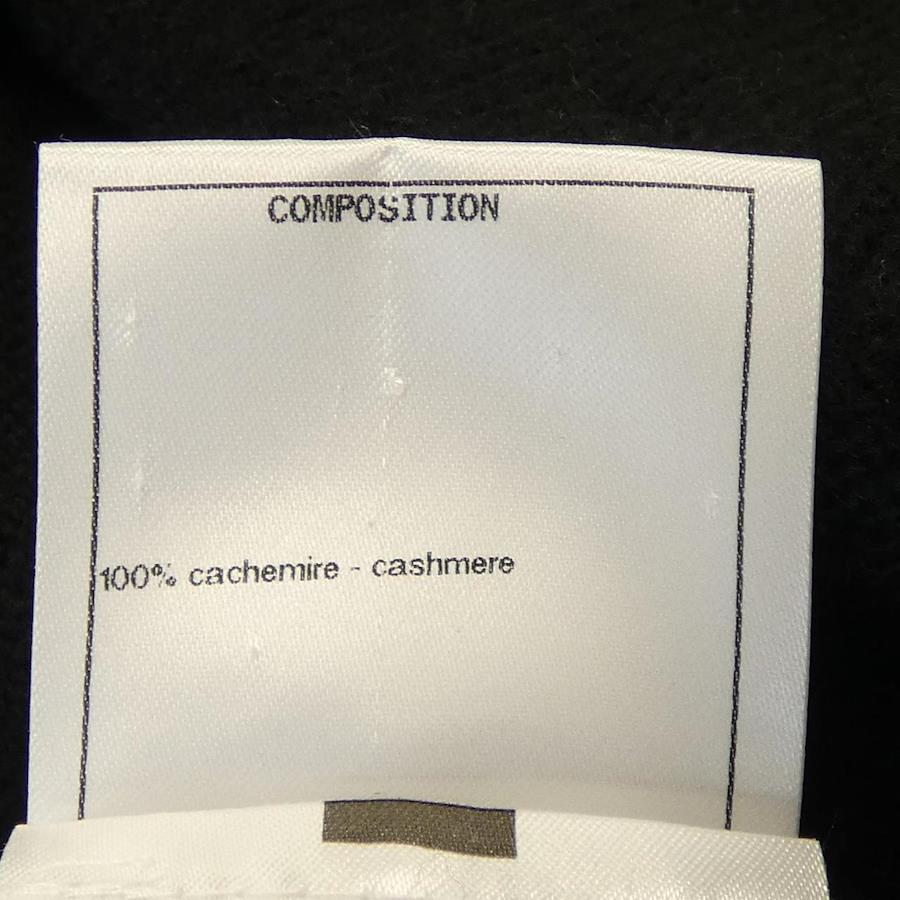 COMPOSITION
100% cachemire - cashmere